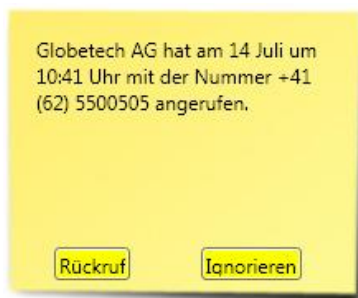 Globetech AG hat am 14 Juli um
10:41 Uhr mit der Nummer +41
(62) 5500505 angerufen.
Rückruf Ignorieren